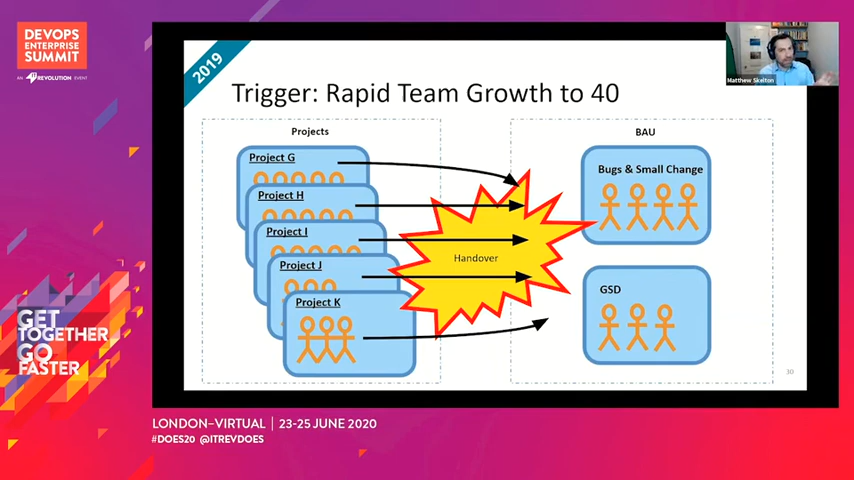 DEVOPS
ENTERPRISE
SUMMIT
AN IT REVOLUTION EVENT
2019
Trigger: Rapid Team Growth to 40
Matthew Skelton
Projects
BAU
Project G
Project H
Project I
Project J
Project K
Handover
Bugs & Small Change
GSD
30
GET
TOGETHER
GO
FASTER
LONDON–VIRTUAL | 23-25 JUNE 2020
#DOES20 @ITREVDOES